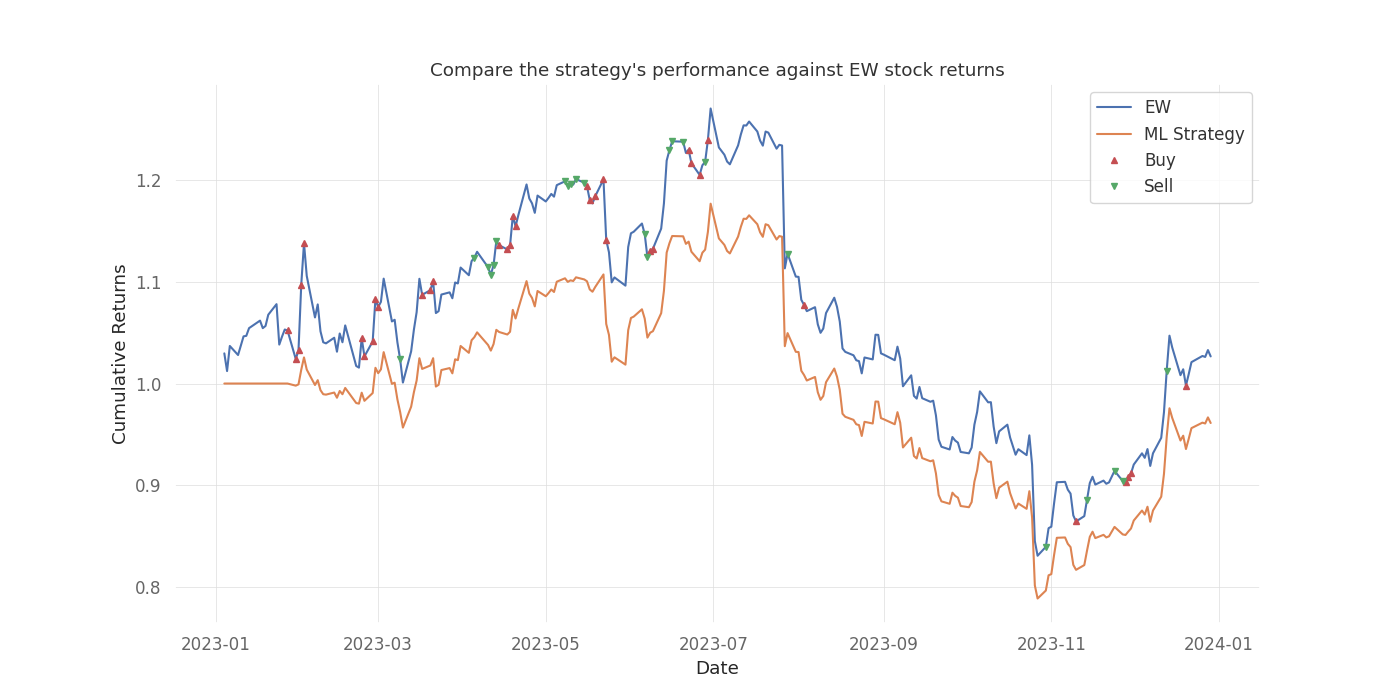 Compare the strategy's performance against EW stock returns
EW
ML Strategy
Buy
Sell
Cumulative Returns
1.2
1.1
1.0
0.9
0.8
2023-01 2023-03 2023-05 2023-07 2023-09 2023-11 2024-01
Date